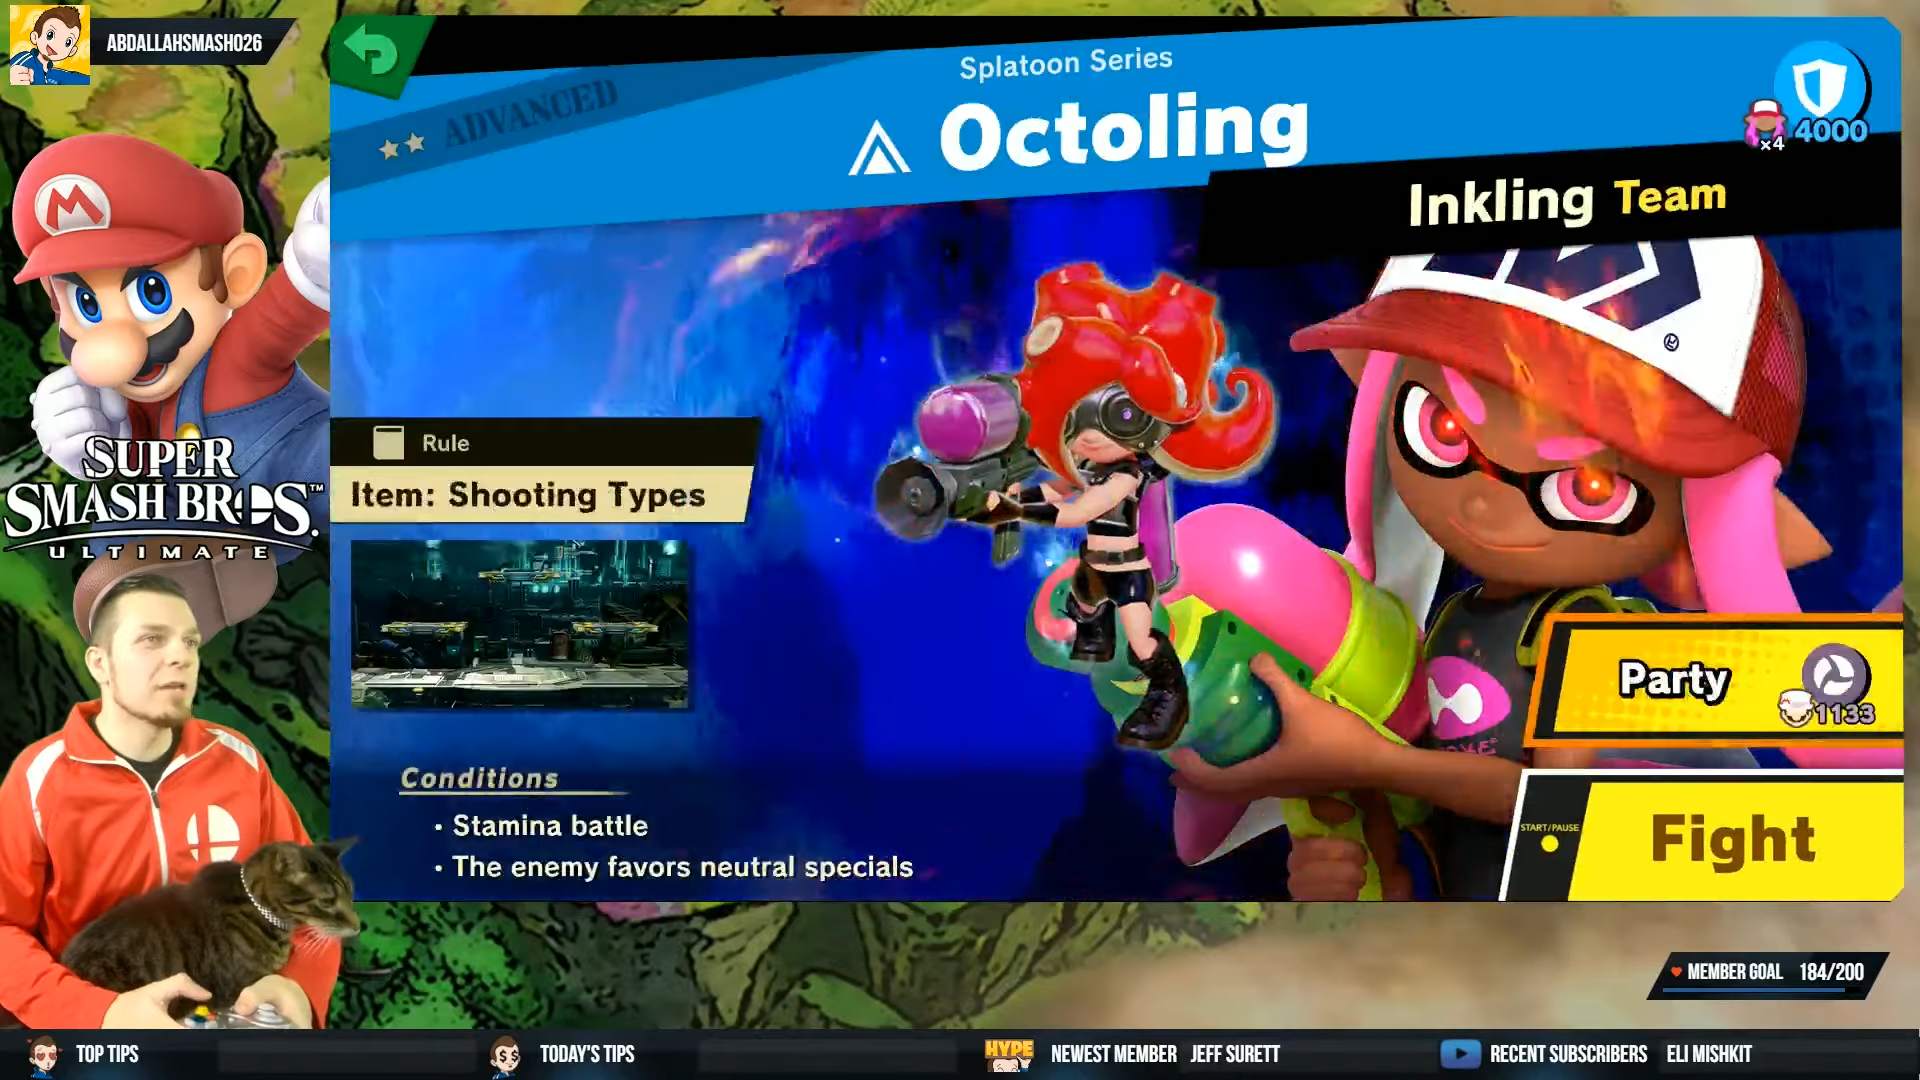 ABDALLAHSMASH026
Splatoon Series
ADVANCED
Octoling
4000
x4
Inkling Team
M
Rule
Item: Shooting Types
SUPER
SMASH BROS.™
ULTIMATE
Party
1133
START/PAUSE
Fight
Conditions
· Stamina battle
· The enemy favors neutral specials
MEMBER GOAL 184/200
TOP TIPS
TODAY'S TIPS
HYPE
NEWEST MEMBER JEFF SURETT
RECENT SUBSCRIBERS ELI MISHKIT